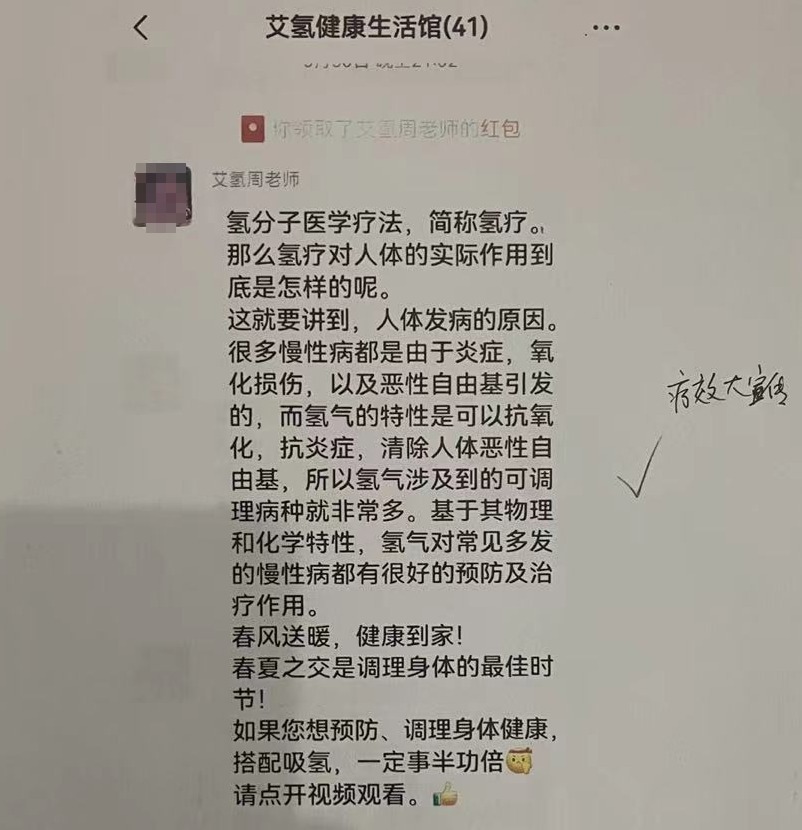 艾氢健康生活馆(41)
你领取了艾氢周老师的红包
艾氢周老师
氢分子医学疗法，简称氢疗。
那么氢疗对人体的实际作用到
底是怎样的呢。
这就要讲到，人体发病的原因。
很多慢性病都是由于炎症，氧
化损伤，以及恶性自由基引发
的，而氢气的特性是可以抗氧
化，抗炎症，清除人体恶性自
由基，所以氢气涉及到的可调
理病种就非常多。基于其物理
和化学特性，氢气对常见多发
的慢性病都有很好的预防及治
疗作用。
春风送暖，健康到家！
春夏之交是调理身体的最佳时
节！
如果您想预防、调理身体健康，
搭配吸氢，一定事半功倍
请点开视频观看。
疗效大宣传